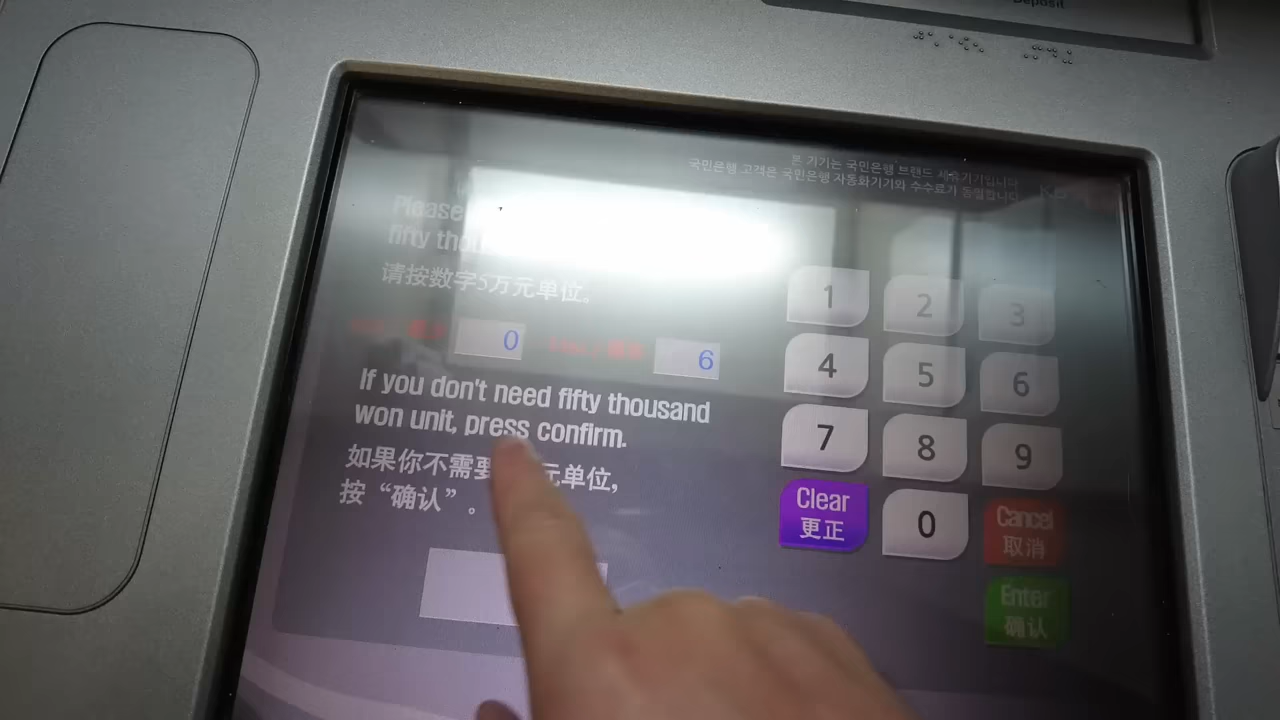 Deposit
본 기기는 국민은행 브랜드 제휴기기입니다
국민은행 고객은 국민은행 자동화기기와 수수료가 동일합니다
Please
fifty
请按数字5万元单位。
0
6
If you don't need fifty thousand
won unit, press confirm.
如果你不需要 元单位,
按“确认”。
1 2 3
4 5 6
7 8 9
Clear 0 Cancel
更正 取消
Enter
确认